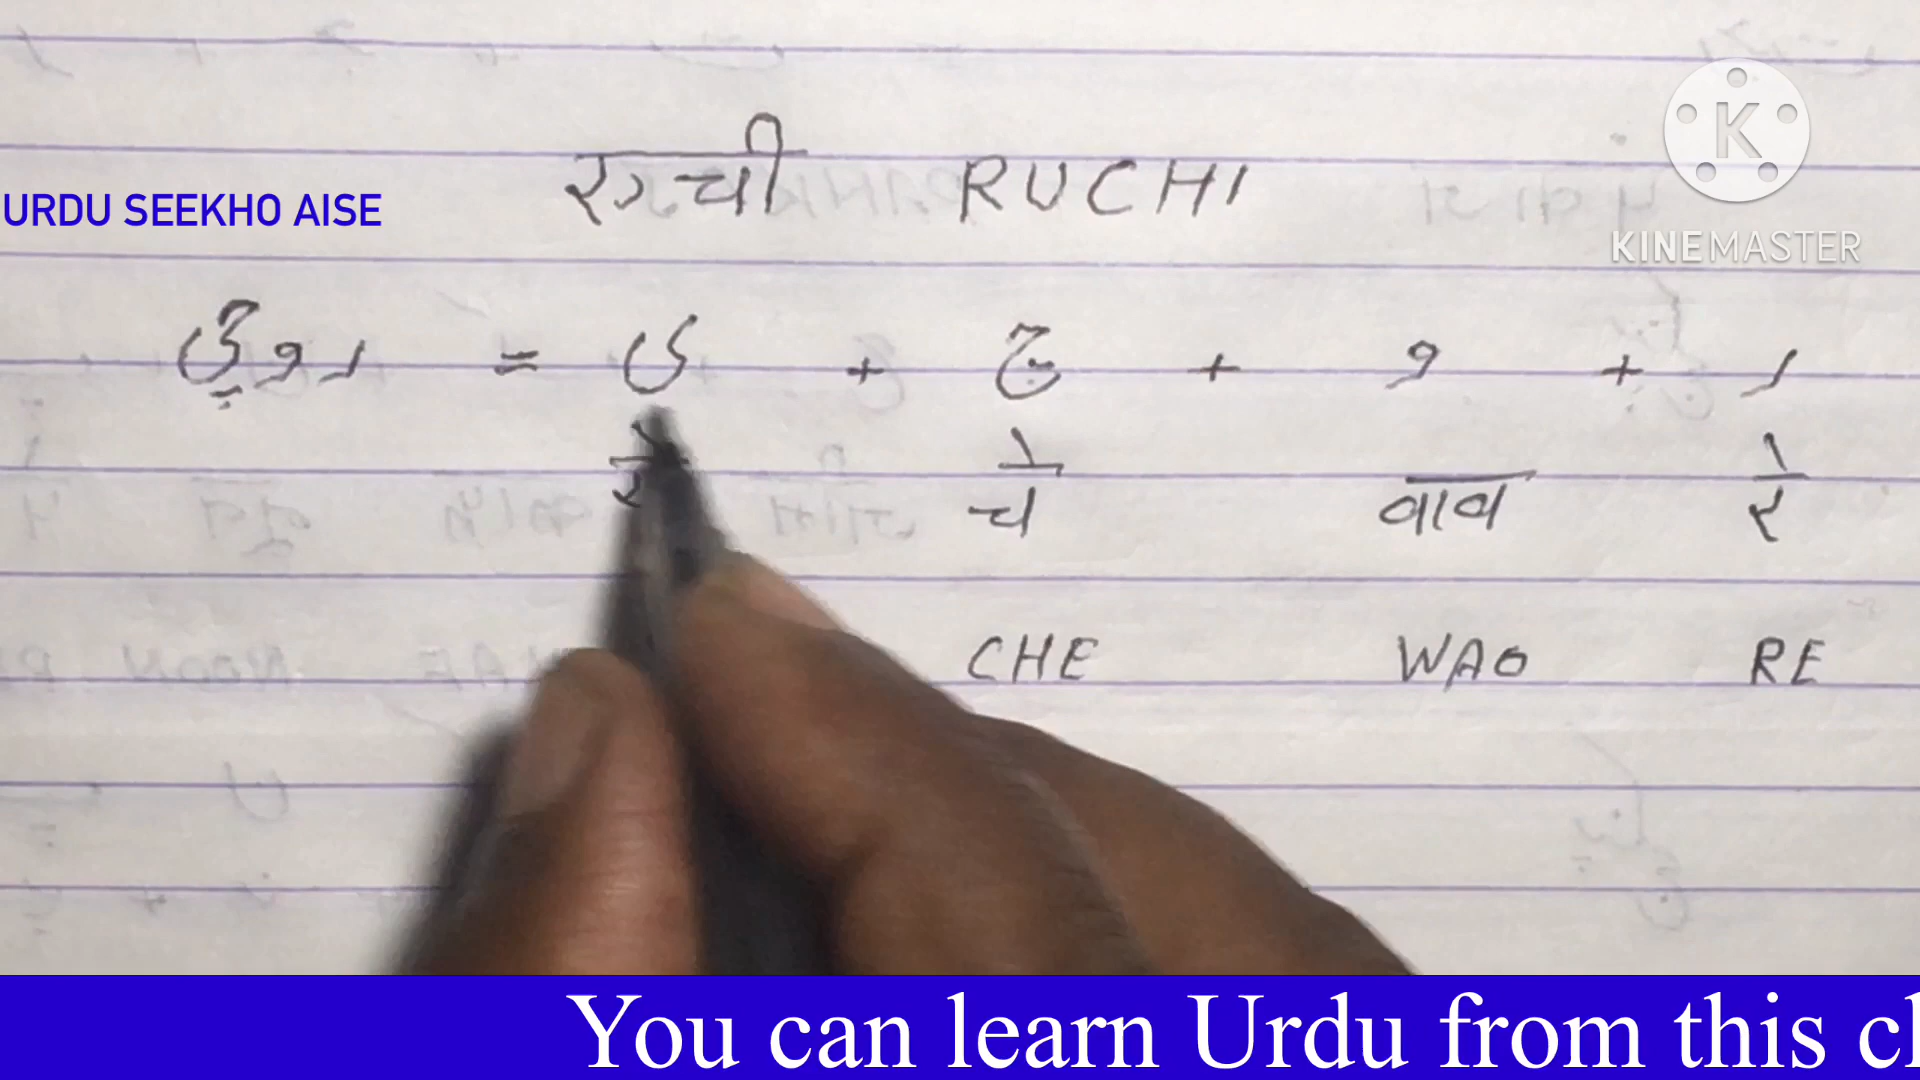 रुची RUCHI
KINEMASTER
URDU SEEKHO AISE
روچی = ی + چ + و + ر
चे वाव रे
CHE WAO RE
You can learn Urdu from this